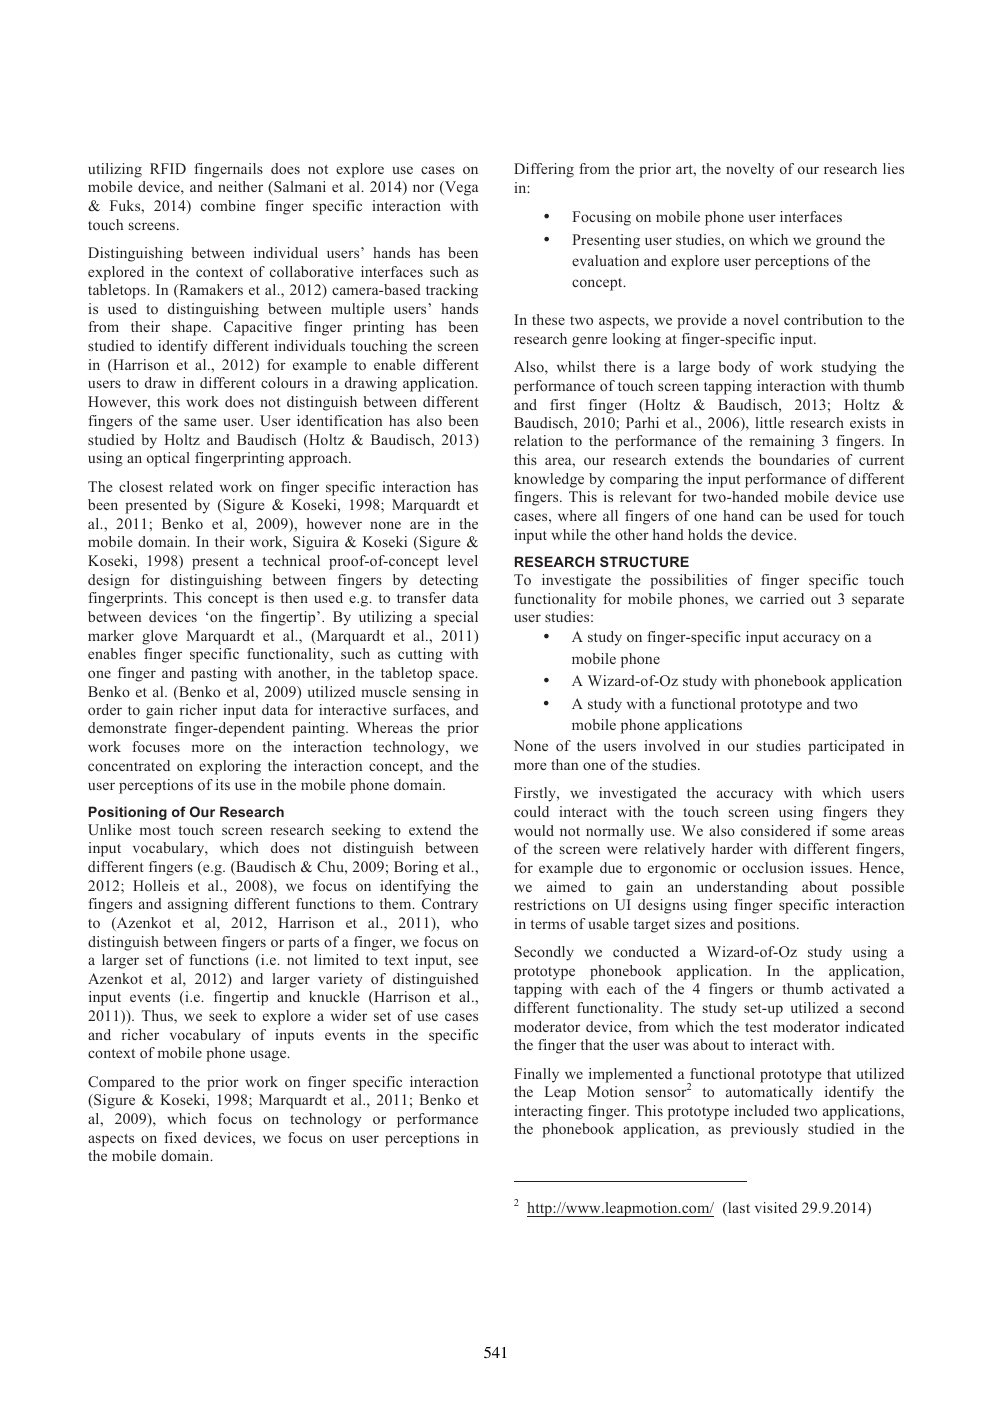 utilizing RFID fingernails does not explore use cases on
mobile device, and neither (Salmani et al. 2014) nor (Vega
& Fuks, 2014) combine finger specific interaction with
touch screens.
Distinguishing between individual users’ hands has been
explored in the context of collaborative interfaces such as
tabletops. In (Ramakers et al., 2012) camera-based tracking
is used to distinguishing between multiple users’ hands
from their shape. Capacitive finger printing has been
studied to identify different individuals touching the screen
in (Harrison et al., 2012) for example to enable different
users to draw in different colours in a drawing application.
However, this work does not distinguish between different
fingers of the same user. User identification has also been
studied by Holtz and Baudisch (Holtz & Baudisch, 2013)
using an optical fingerprinting approach.
The closest related work on finger specific interaction has
been presented by (Sigure & Koseki, 1998; Marquardt et
al., 2011; Benko et al, 2009), however none are in the
mobile domain. In their work, Siguira & Koseki (Sigure &
Koseki, 1998) present a technical proof-of-concept level
design for distinguishing between fingers by detecting
fingerprints. This concept is then used e.g. to transfer data
between devices ‘on the fingertip’. By utilizing a special
marker glove Marquardt et al., (Marquardt et al., 2011)
enables finger specific functionality, such as cutting with
one finger and pasting with another, in the tabletop space.
Benko et al. (Benko et al, 2009) utilized muscle sensing in
order to gain richer input data for interactive surfaces, and
demonstrate finger-dependent painting. Whereas the prior
work focuses more on the interaction technology, we
concentrated on exploring the interaction concept, and the
user perceptions of its use in the mobile phone domain.
Positioning of Our Research
Unlike most touch screen research seeking to extend the
input vocabulary, which does not distinguish between
different fingers (e.g. (Baudisch & Chu, 2009; Boring et al.,
2012; Holleis et al., 2008), we focus on identifying the
fingers and assigning different functions to them. Contrary
to (Azenkot et al, 2012, Harrison et al., 2011), who
distinguish between fingers or parts of a finger, we focus on
a larger set of functions (i.e. not limited to text input, see
Azenkot et al, 2012) and larger variety of distinguished
input events (i.e. fingertip and knuckle (Harrison et al.,
2011)). Thus, we seek to explore a wider set of use cases
and richer vocabulary of inputs events in the specific
context of mobile phone usage.
Compared to the prior work on finger specific interaction
(Sigure & Koseki, 1998; Marquardt et al., 2011; Benko et
al, 2009), which focus on technology or performance
aspects on fixed devices, we focus on user perceptions in
the mobile domain.
Differing from the prior art, the novelty of our research lies
in:
• Focusing on mobile phone user interfaces
• Presenting user studies, on which we ground the
evaluation and explore user perceptions of the
concept.
In these two aspects, we provide a novel contribution to the
research genre looking at finger-specific input.
Also, whilst there is a large body of work studying the
performance of touch screen tapping interaction with thumb
and first finger (Holtz & Baudisch, 2013; Holtz &
Baudisch, 2010; Parhi et al., 2006), little research exists in
relation to the performance of the remaining 3 fingers. In
this area, our research extends the boundaries of current
knowledge by comparing the input performance of different
fingers. This is relevant for two-handed mobile device use
cases, where all fingers of one hand can be used for touch
input while the other hand holds the device.
RESEARCH STRUCTURE
To investigate the possibilities of finger specific touch
functionality for mobile phones, we carried out 3 separate
user studies:
• A study on finger-specific input accuracy on a
mobile phone
• A Wizard-of-Oz study with phonebook application
• A study with a functional prototype and two
mobile phone applications
None of the users involved in our studies participated in
more than one of the studies.
Firstly, we investigated the accuracy with which users
could interact with the touch screen using fingers they
would not normally use. We also considered if some areas
of the screen were relatively harder with different fingers,
for example due to ergonomic or occlusion issues. Hence,
we aimed to gain an understanding about possible
restrictions on UI designs using finger specific interaction
in terms of usable target sizes and positions.
Secondly we conducted a Wizard-of-Oz study using a
prototype phonebook application. In the application,
tapping with each of the 4 fingers or thumb activated a
different functionality. The study set-up utilized a second
moderator device, from which the test moderator indicated
the finger that the user was about to interact with.
Finally we implemented a functional prototype that utilized
the Leap Motion sensor2 to automatically identify the
interacting finger. This prototype included two applications,
the phonebook application, as previously studied in the
2 http://www.leapmotion.com/ (last visited 29.9.2014)
541